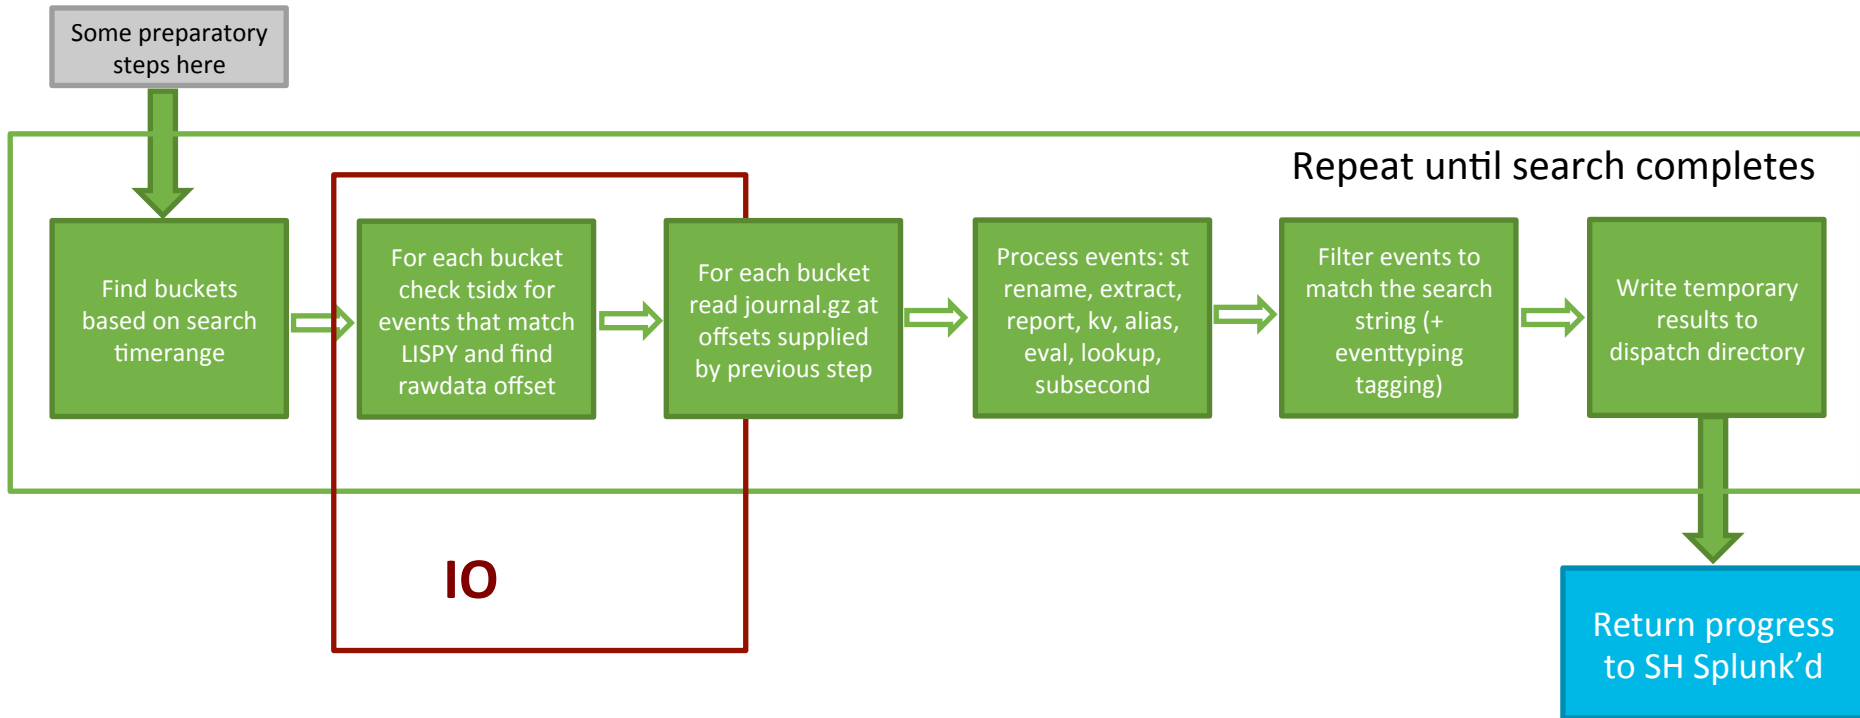 Some preparatory
steps here
Repeat until search completes
Find buckets
based on search
timerange
For each bucket
check tsidx for
events that match
LISPY and find
rawdata offset
For each bucket
read journal.gz at
offsets supplied
by previous step
Process events: st
rename, extract,
report, kv, alias,
eval, lookup,
subsecond
Filter events to
match the search
string (+
eventtyping
tagging)
Write temporary
results to
dispatch directory
IO
Return progress
to SH Splunk’d